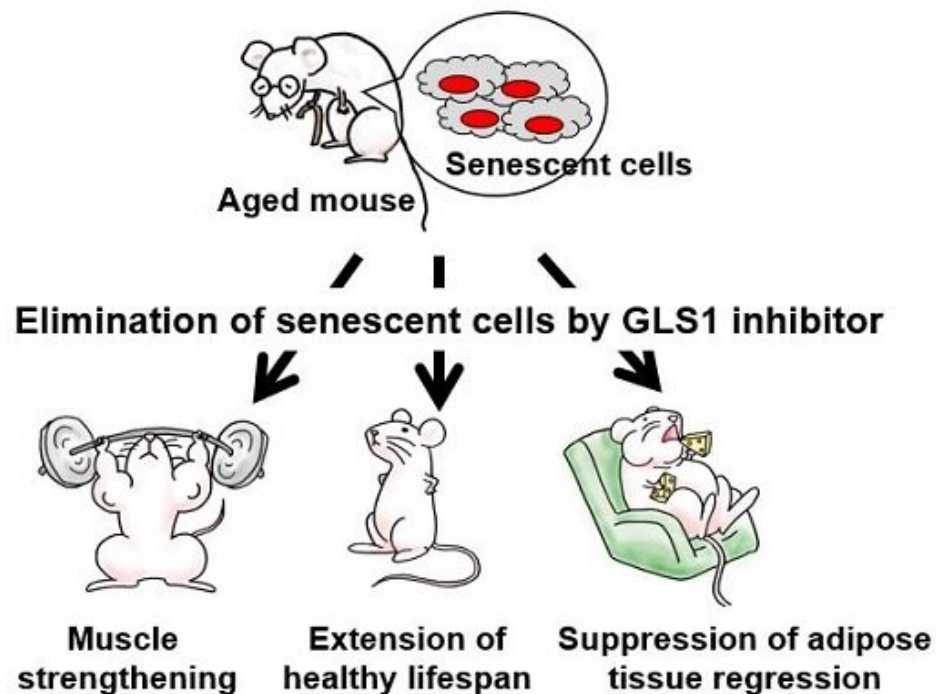 Senescent cells
Aged mouse
Elimination of senescent cells by GLS1 inhibitor
Muscle
strengthening
Extension of
healthy lifespan
Suppression of adipose
tissue regression